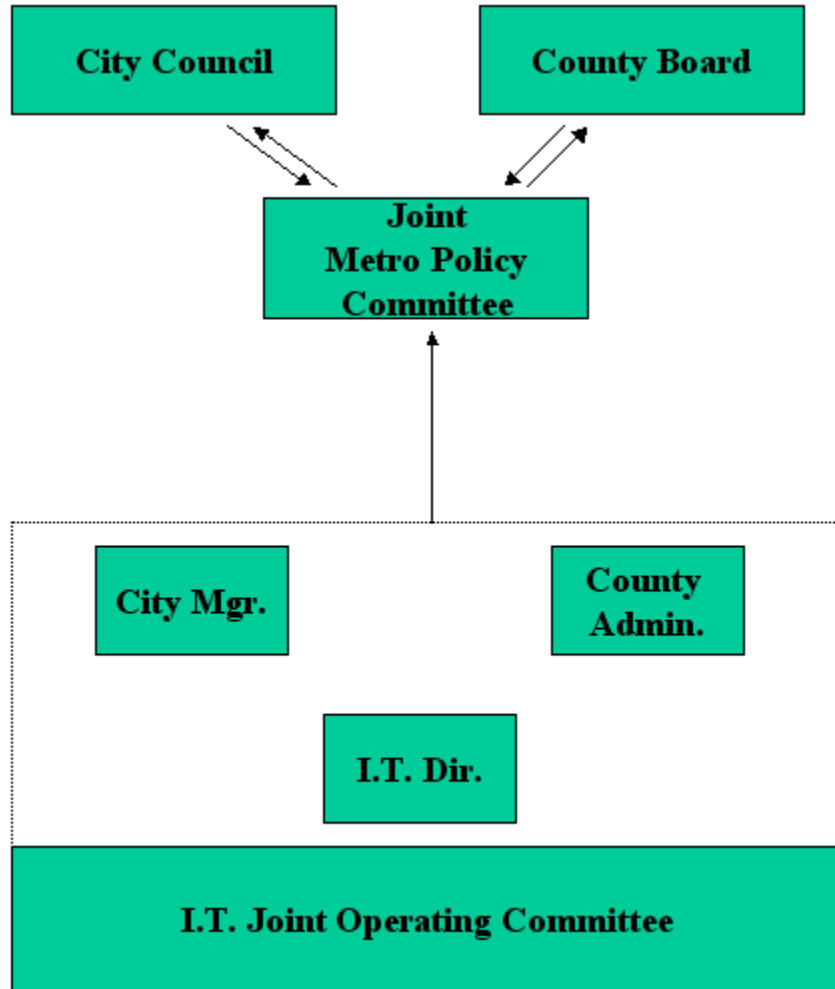 City Council
County Board
Joint
Metro Policy
Committee
City Mgr.
County
Admin.
I.T. Dir.
I.T. Joint Operating Committee